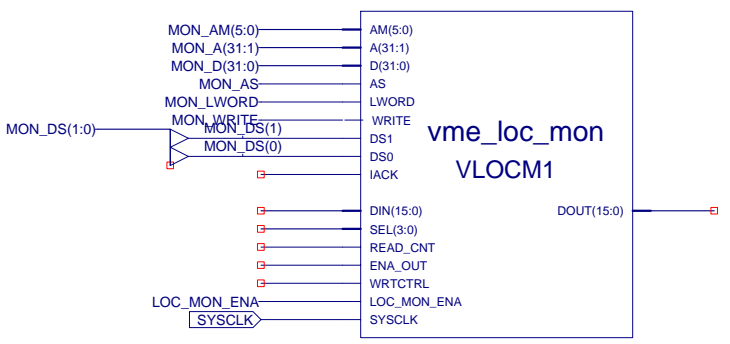 MON_AM(5:0) AM(5:0)
MON_A(31:1) A(31:1)
MON_D(31:0) D(31:0)
MON_AS AS
MON_LWORD LWORD
MON_WRITE WRITE
MON_DS(1:0) MON_DS(1) DS1
MON_DS(0) DS0
IACK
vme_loc_mon
VLOCM1
DIN(15:0) DOUT(15:0)
SEL(3:0)
READ_CNT
ENA_OUT
WRTCTRL
LOC_MON_ENA LOC_MON_ENA
SYSCLK SYSCLK